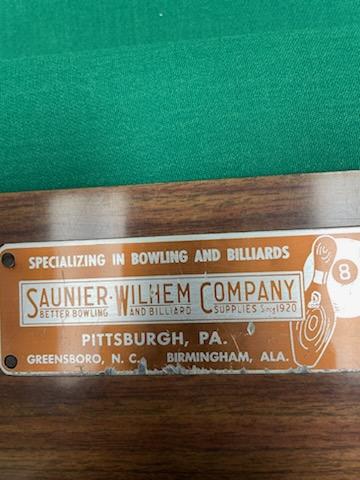 SPECIALIZING IN BOWLING AND BILLIARDS
SAUNIER-WILHEM COMPANY
BETTER BOWLING AND BILLIARD SUPPLIES Since 1920
PITTSBURGH, PA.
GREENSBORO, N. C. BIRMINGHAM, ALA.
8